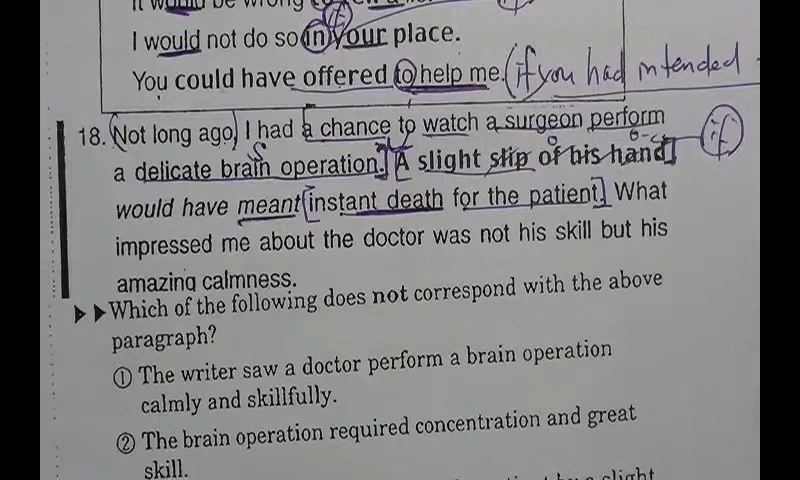 I would not do so in your place.
You could have offered to help me. (if you had intended
18. Not long ago, I had a chance to watch a surgeon perform
a delicate brain operation. A slight slip of his hand
would have meant instant death for the patient. What
impressed me about the doctor was not his skill but his
amazing calmness.
Which of the following does not correspond with the above
paragraph?
① The writer saw a doctor perform a brain operation
calmly and skillfully.
② The brain operation required concentration and great
skill.